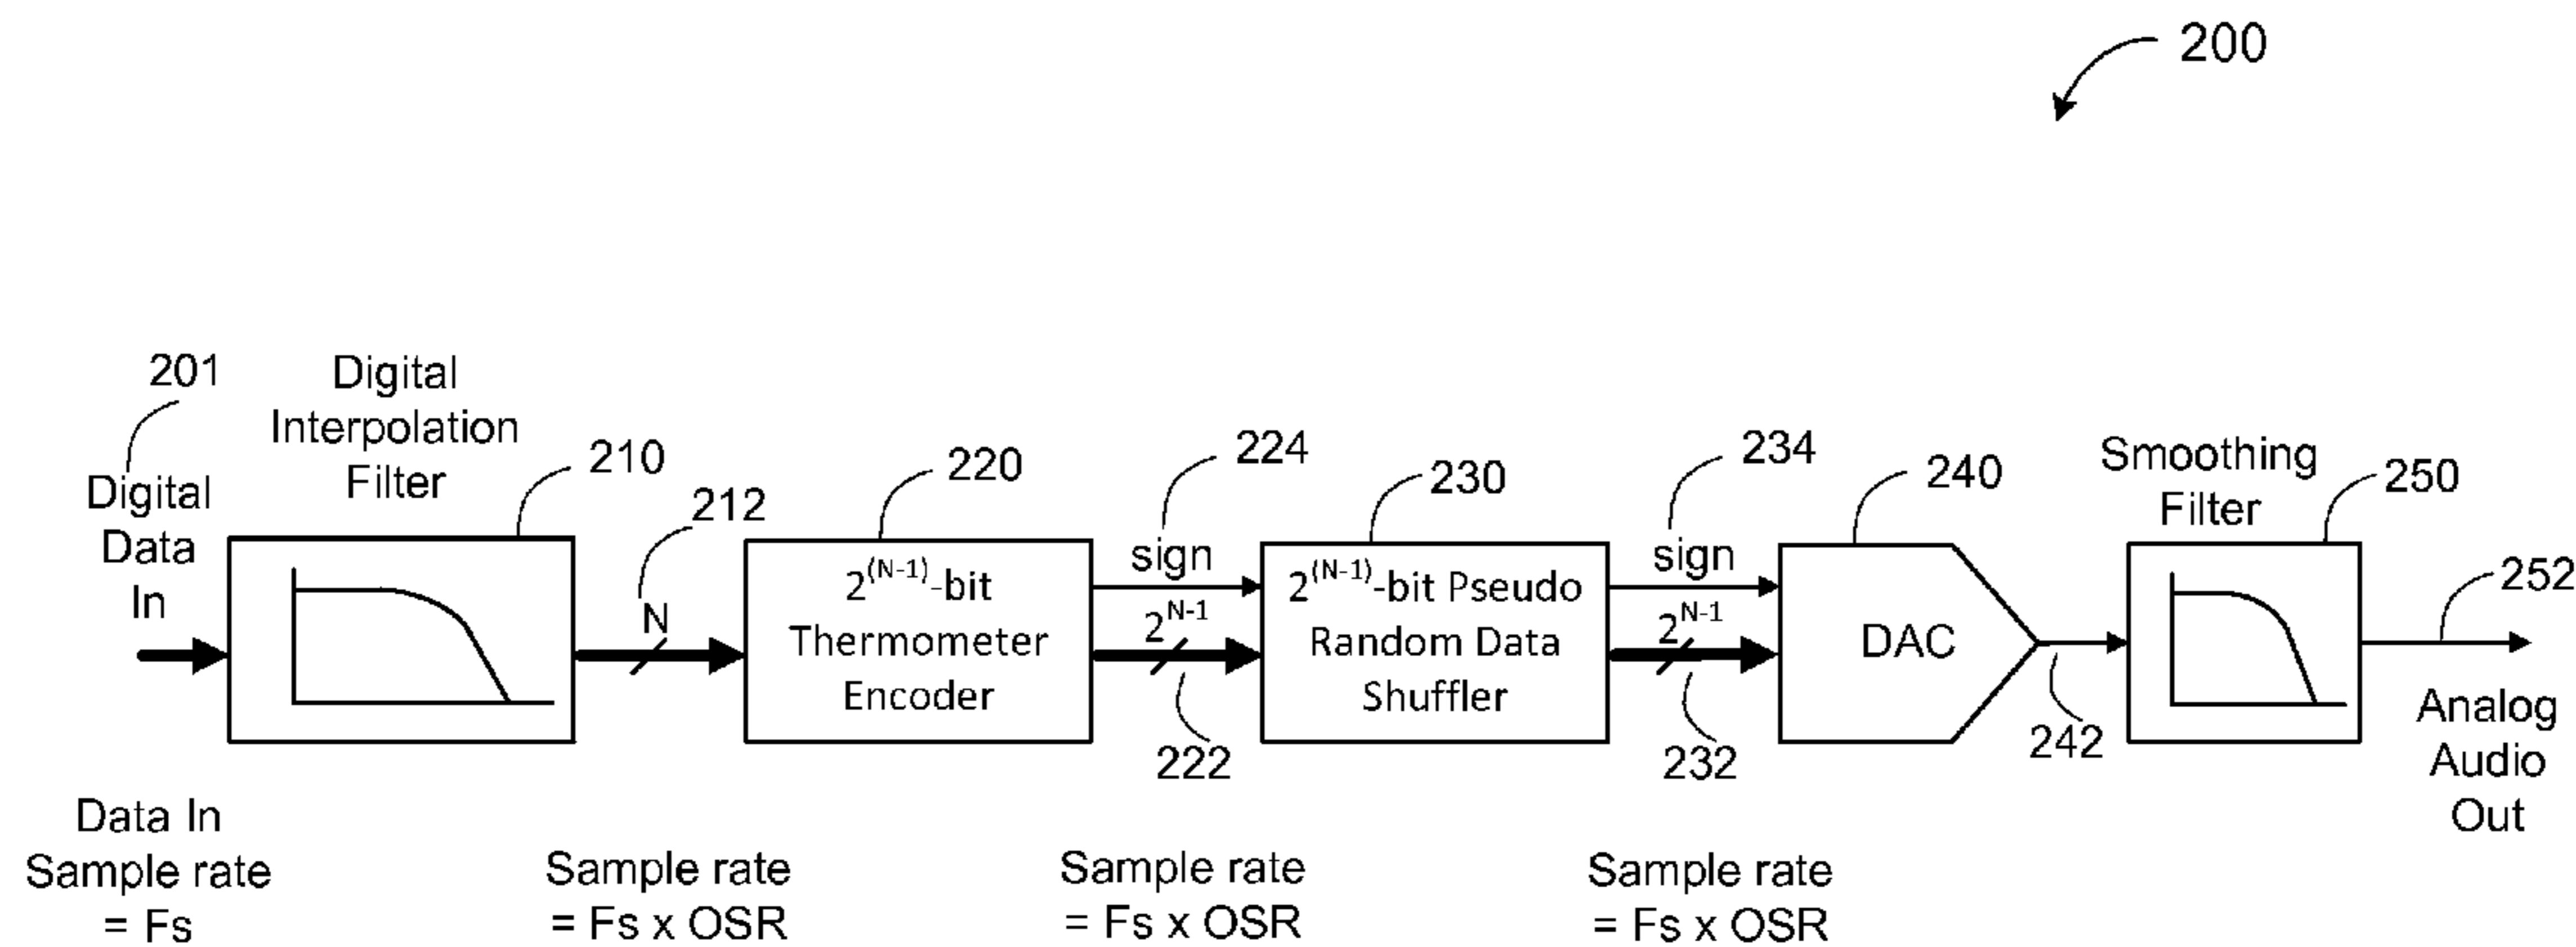 200
201
Digital
Data
In
Digital
Interpolation
Filter
210
212
N
220
2^(N-1)-bit
Thermometer
Encoder
224
sign
2^N-1
222
230
2^(N-1)-bit Pseudo
Random Data
Shuffler
234
sign
2^N-1
232
240
DAC
242
Smoothing
Filter
250
252
Analog
Audio
Out
Data In
Sample rate
= Fs
Sample rate
= Fs x OSR
Sample rate
= Fs x OSR
Sample rate
= Fs x OSR